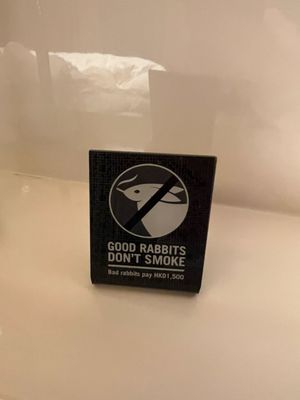 GOOD RABBITS
DON'T SMOKE
Bad rabbits pay HKD1,500